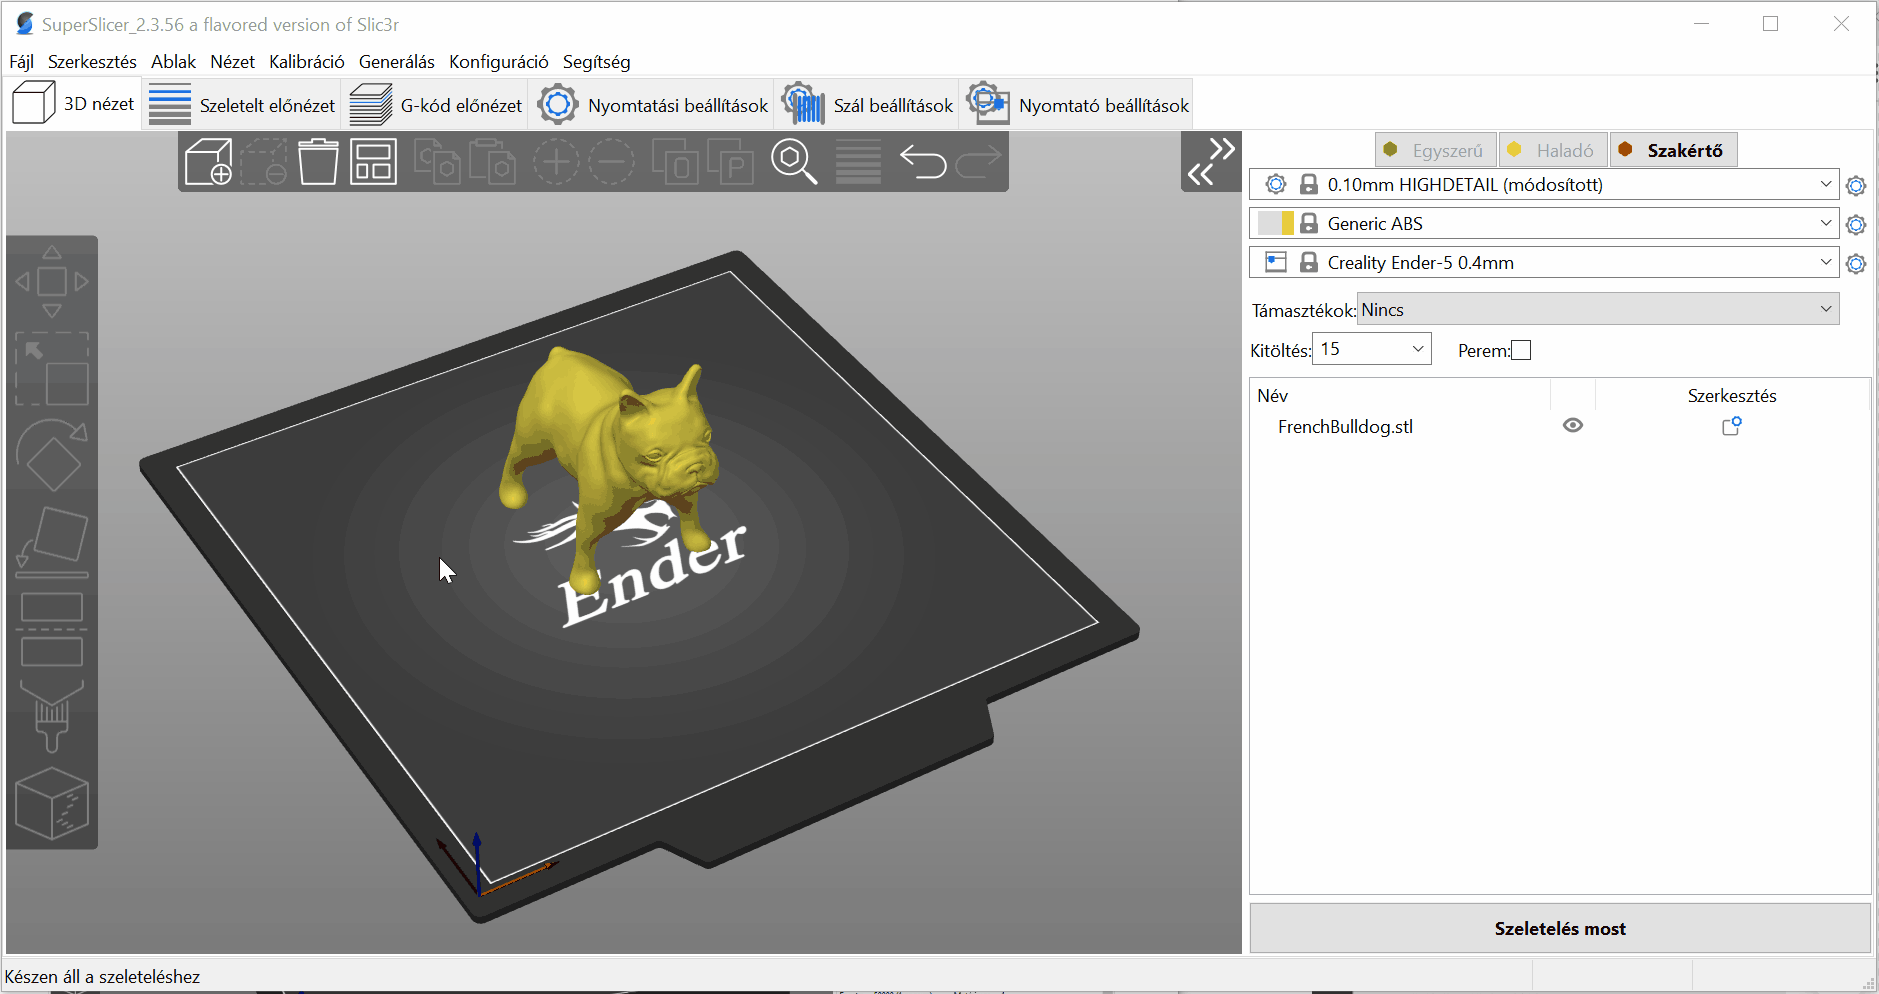 SuperSlicer_2.3.56 a flavored version of Slic3r
Fájl Szerkesztés Ablak Nézet Kalibráció Generálás Konfiguráció Segítség
3D nézet Szeletelt előnézet G-kód előnézet Nyomtatási beállítások Szál beállítások Nyomtató beállítások
Egyszerű Haladó Szakértő
0.10mm HIGHDETAIL (módosított)
Generic ABS
Creality Ender-5 0.4mm
Támasztékok: Nincs
Kitöltés: 15 Perem:
Név Szerkesztés
FrenchBulldog.stl
Ender
Szeletelés most
Készen áll a szeleteléshez